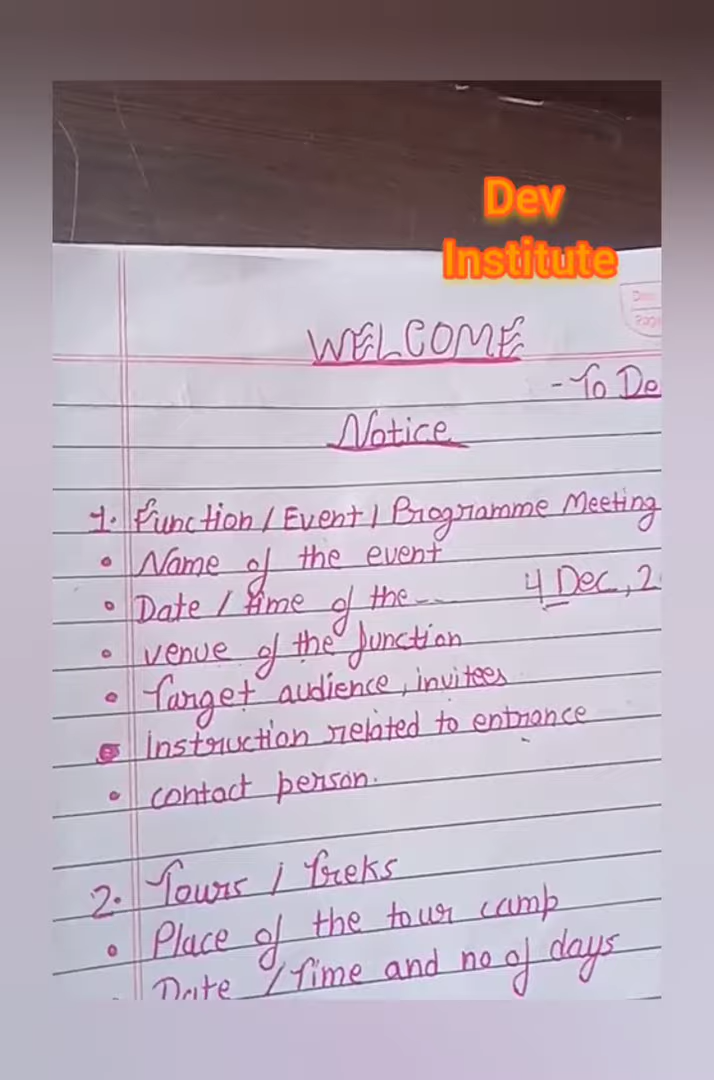 Dev
Institute
WELCOME
- To De
Notice
1. Function / Event / Programme Meeting
• Name of the event
• Date / time of the -- 4 Dec, 2
• venue of the function
• Target audience, invitees
• instruction related to entrance
• contact person.
2. Tours / Treks
• Place of the tour camp
Date / Time and no of days